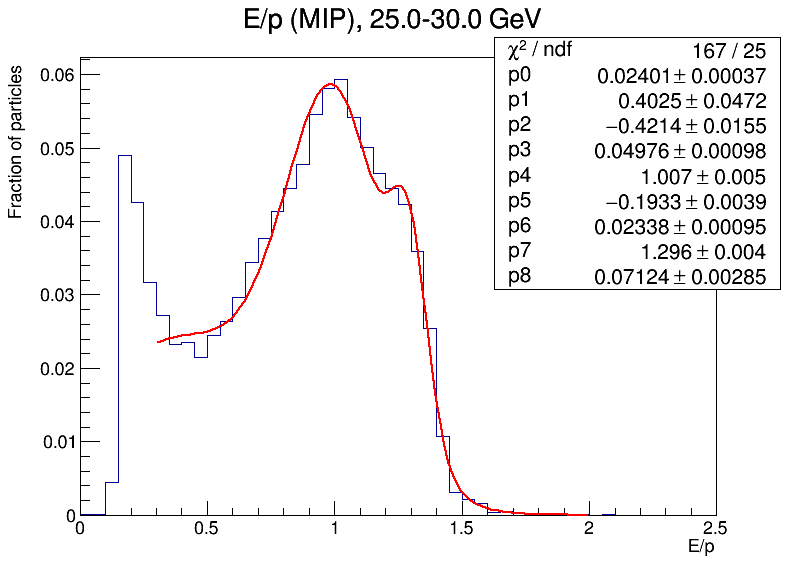 E/p (MIP), 25.0-30.0 GeV
χ² / ndf 167 / 25
p0 0.02401 ± 0.00037
p1 0.4025 ± 0.0472
p2 −0.4214 ± 0.0155
p3 0.04976 ± 0.00098
p4 1.007 ± 0.005
p5 −0.1933 ± 0.0039
p6 0.02338 ± 0.00095
p7 1.296 ± 0.004
p8 0.07124 ± 0.00285
Fraction of particles
0.06
0.05
0.04
0.03
0.02
0.01
0
0 0.5 1 1.5 2 2.5
E/p